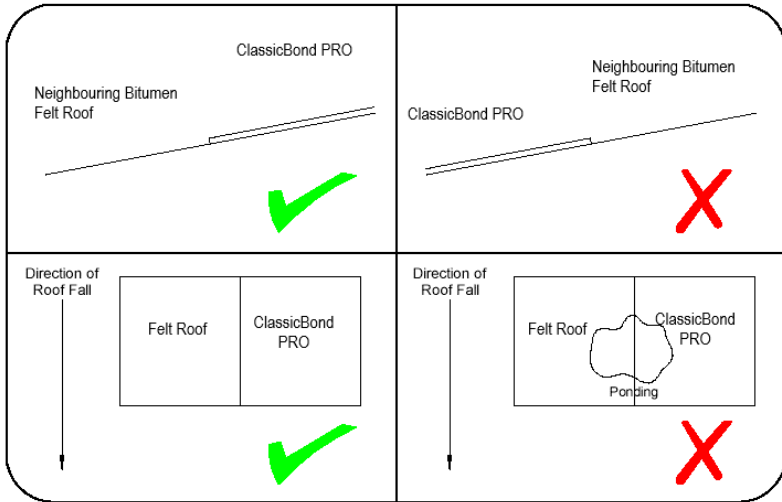 ClassicBond PRO
Neighbouring Bitumen
Felt Roof
Neighbouring Bitumen
Felt Roof
ClassicBond PRO
Direction of
Roof Fall
Felt Roof
ClassicBond
PRO
Direction of
Roof Fall
Felt Roof
ClassicBond
PRO
Ponding